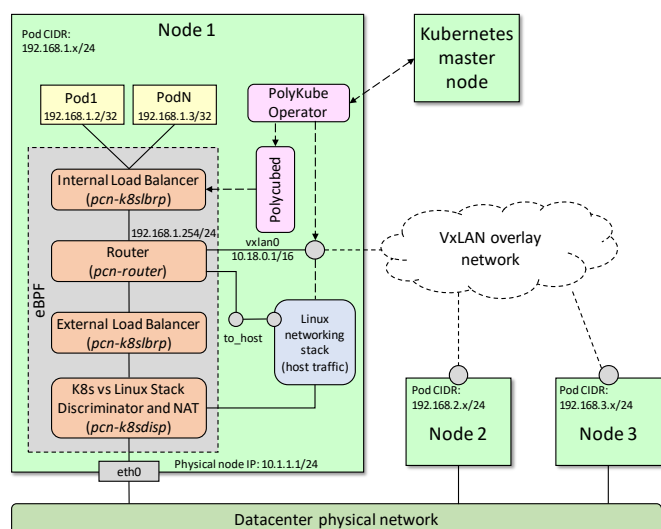 Node 1
Pod CIDR:
192.168.1.x/24
Kubernetes
master
node
Pod1
192.168.1.2/32
PodN
192.168.1.3/32
PolyKube
Operator
Polycubed
Internal Load Balancer
(pcn-k8slbrp)
192.168.1.254/24
Router
(pcn-router)
vxlan0
10.18.0.1/16
VxLAN overlay
network
eBPF
to_host
Linux
networking
stack
(host traffic)
External Load Balancer
(pcn-k8slbrp)
K8s vs Linux Stack
Discriminator and NAT
(pcn-k8sdisp)
Physical node IP: 10.1.1.1/24
eth0
Pod CIDR:
192.168.2.x/24
Node 2
Pod CIDR:
192.168.3.x/24
Node 3
Datacenter physical network